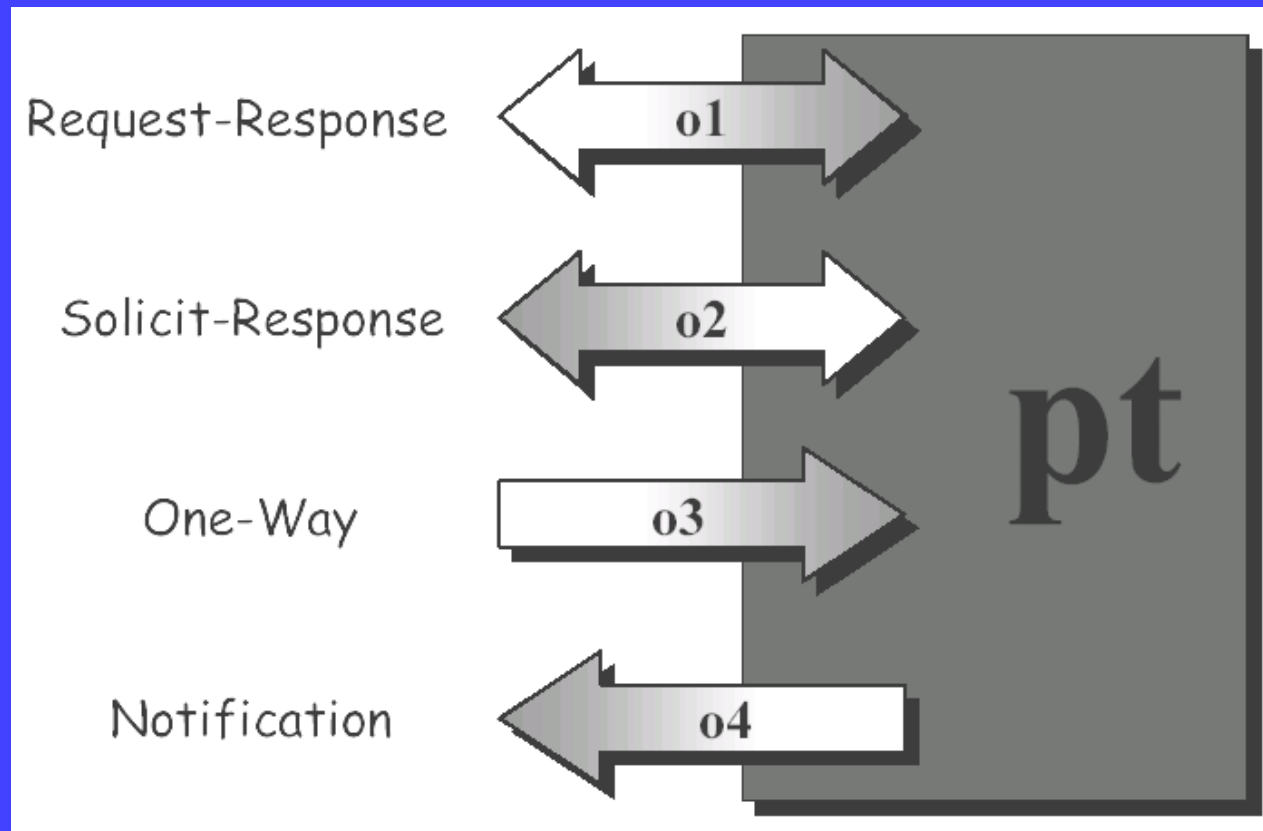 Request-Response
o1
Solicit-Response
o2
pt
One-Way
o3
Notification
o4